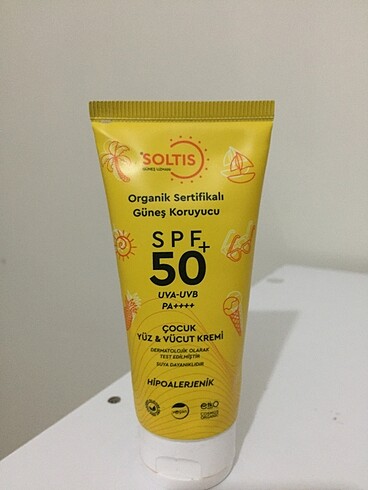 SOLTIS
GÜNEŞ UZMANI
Organik Sertifikalı
Güneş Koruyucu
SPF
50+
UVA-UVB
PA++++
ÇOCUK
YÜZ & VÜCUT KREMİ
DERMATOLOJİK OLARAK
TEST EDİLMİŞTİR
SUYA DAYANIKLIDIR
HİPOALERJENİK